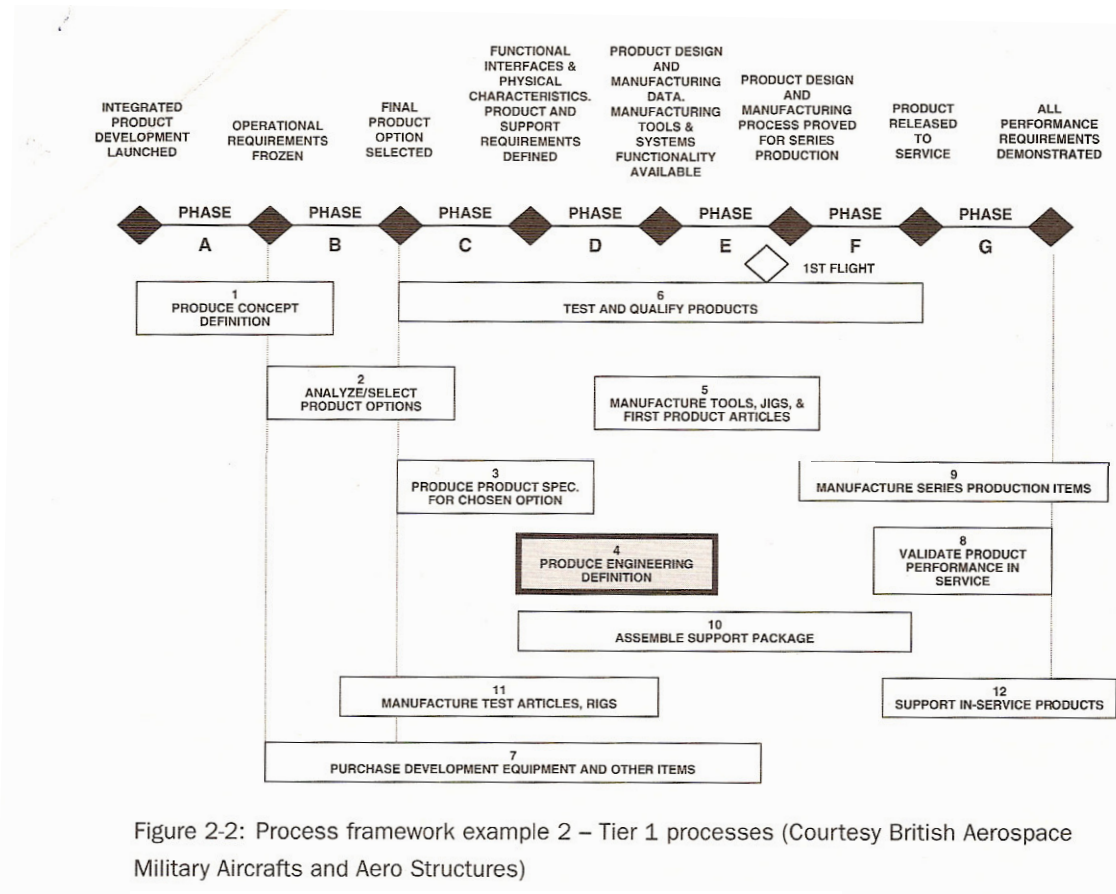 INTEGRATED
PRODUCT
DEVELOPMENT
LAUNCHED
OPERATIONAL
REQUIREMENTS
FROZEN
FINAL
PRODUCT
OPTION
SELECTED
FUNCTIONAL
INTERFACES &
PHYSICAL
CHARACTERISTICS.
PRODUCT AND
SUPPORT
REQUIREMENTS
DEFINED
PRODUCT DESIGN
AND
MANUFACTURING
DATA.
MANUFACTURING
TOOLS &
SYSTEMS
FUNCTIONALITY
AVAILABLE
PRODUCT DESIGN
AND
MANUFACTURING
PROCESS PROVED
FOR SERIES
PRODUCTION
PRODUCT
RELEASED
TO
SERVICE
ALL
PERFORMANCE
REQUIREMENTS
DEMONSTRATED
PHASE
A
PHASE
B
PHASE
C
PHASE
D
PHASE
E
PHASE
F
PHASE
G
1ST FLIGHT
1
PRODUCE CONCEPT
DEFINITION
6
TEST AND QUALIFY PRODUCTS
2
ANALYZE/SELECT
PRODUCT OPTIONS
5
MANUFACTURE TOOLS, JIGS, &
FIRST PRODUCT ARTICLES
3
PRODUCE PRODUCT SPEC.
FOR CHOSEN OPTION
9
MANUFACTURE SERIES PRODUCTION ITEMS
4
PRODUCE ENGINEERING
DEFINITION
8
VALIDATE PRODUCT
PERFORMANCE IN
SERVICE
10
ASSEMBLE SUPPORT PACKAGE
11
MANUFACTURE TEST ARTICLES, RIGS
12
SUPPORT IN-SERVICE PRODUCTS
7
PURCHASE DEVELOPMENT EQUIPMENT AND OTHER ITEMS
Figure 2-2: Process framework example 2 – Tier 1 processes (Courtesy British Aerospace
Military Aircrafts and Aero Structures)